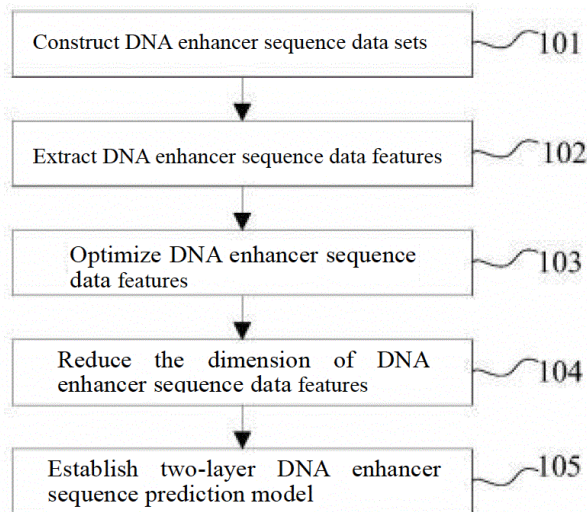 Construct DNA enhancer sequence data sets
101
Extract DNA enhancer sequence data features
102
Optimize DNA enhancer sequence
data features
103
Reduce the dimension of DNA
enhancer sequence data features
104
Establish two-layer DNA enhancer
sequence prediction model
105